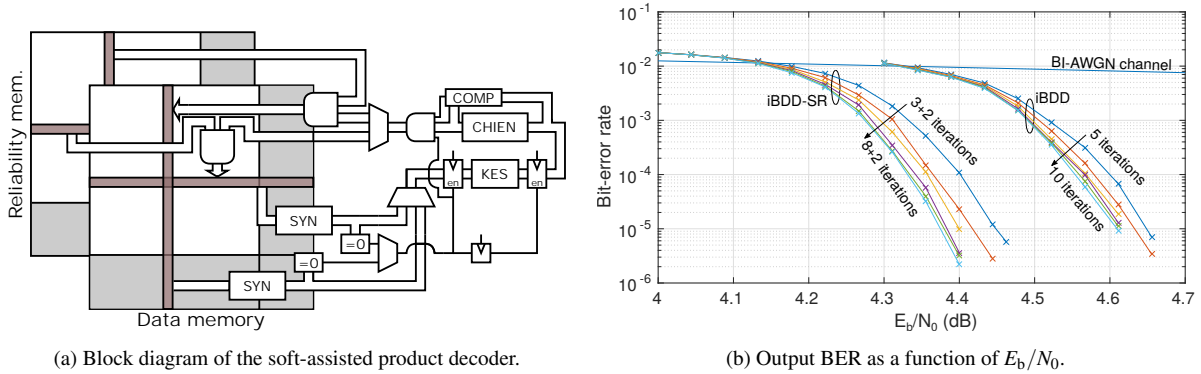 Reliability mem.
Data memory
COMP
CHIEN
KES
en
en
SYN
=0
=0
SYN
(a) Block diagram of the soft-assisted product decoder.
Bit-error rate
10⁻¹
10⁻²
10⁻³
10⁻⁴
10⁻⁵
10⁻⁶
BI-AWGN channel
iBDD-SR
iBDD
3+2 iterations
8+2 iterations
5 iterations
10 iterations
4 4.1 4.2 4.3 4.4 4.5 4.6 4.7
E_b/N_0 (dB)
(b) Output BER as a function of E_b/N_0.